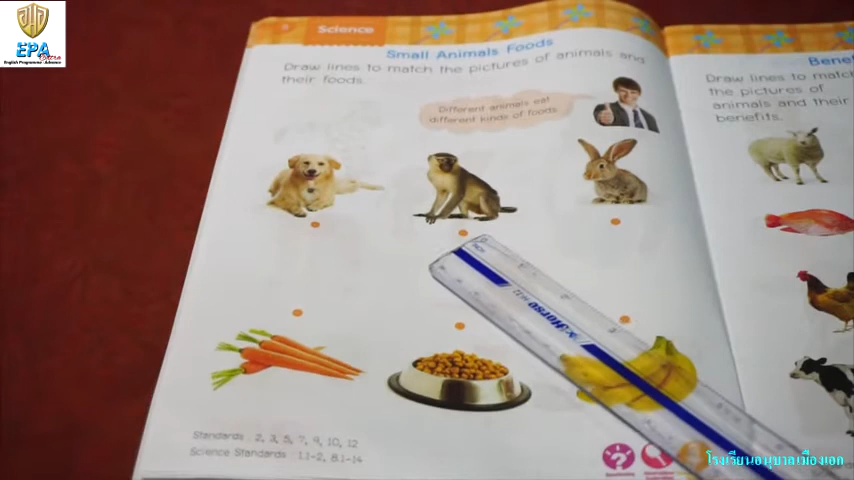 EPA
Extra
English Programme : Advance
Science
Small Animals Foods
Draw lines to match the pictures of animals and
their foods.
Different animals eat
different kinds of foods.
Standards : 2, 3, 5, 7, 9, 10, 12
Science Standards : 1.1-2, 8.1-14
Horse
H-12
Draw lines to match
the pictures of
animals and their
benefits.
โรงเรียนอนุบาลเมืองเอก